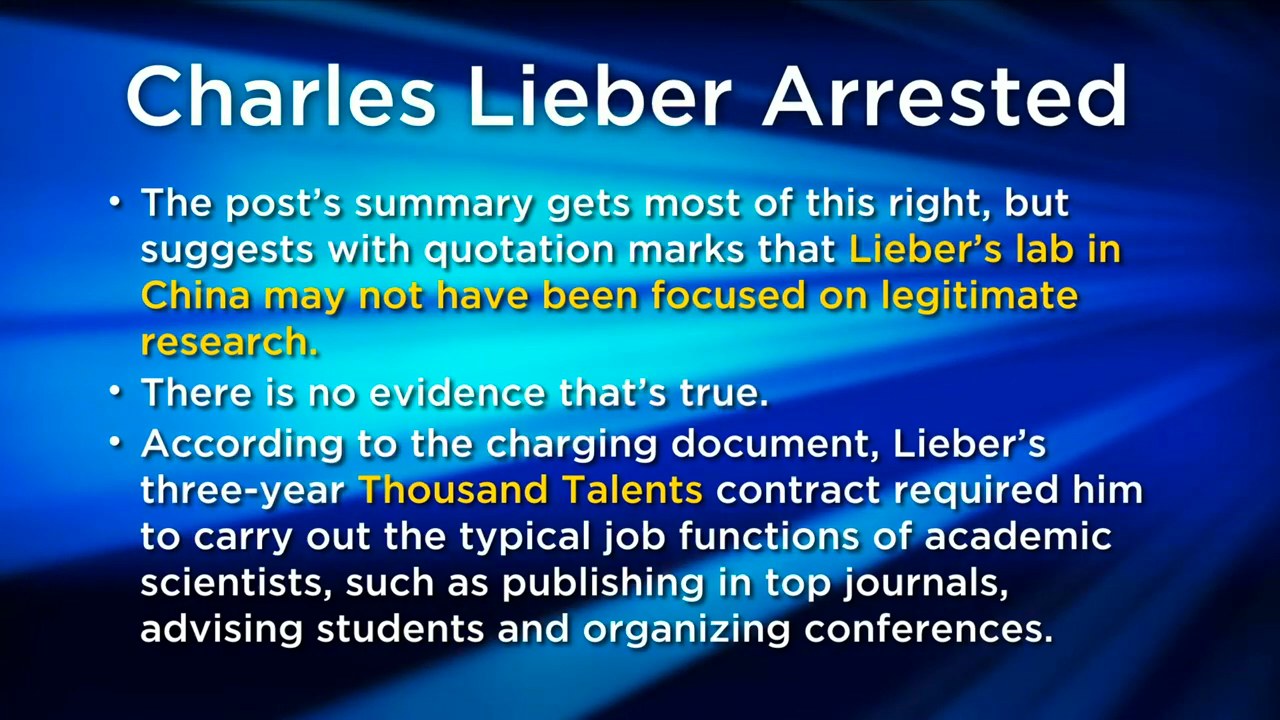 Charles Lieber Arrested
• The post’s summary gets most of this right, but
suggests with quotation marks that Lieber’s lab in
China may not have been focused on legitimate
research.
• There is no evidence that’s true.
• According to the charging document, Lieber’s
three-year Thousand Talents contract required him
to carry out the typical job functions of academic
scientists, such as publishing in top journals,
advising students and organizing conferences.